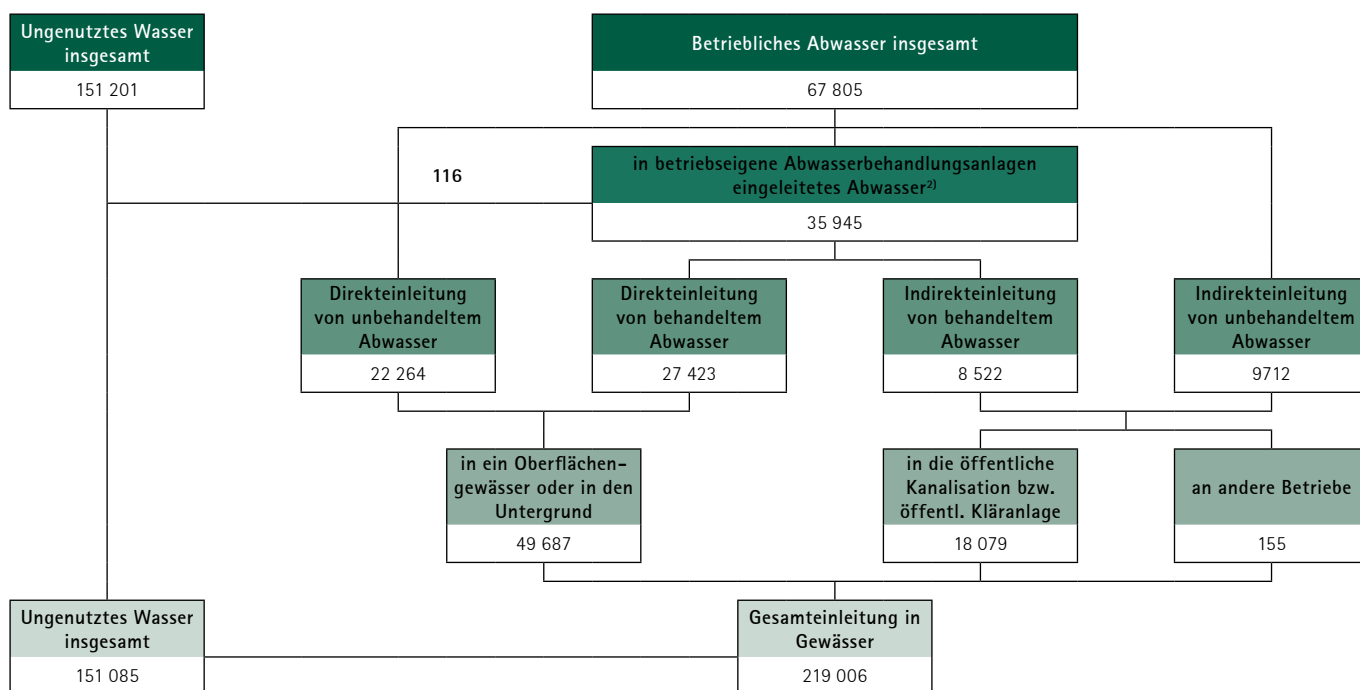 Ungenutztes Wasser
insgesamt
151 201
Betriebliches Abwasser insgesamt
67 805
116
in betriebseigene Abwasserbehandlungsanlagen
eingeleitetes Abwasser²⁾
35 945
Direkteinleitung
von unbehandeltem
Abwasser
22 264
Direkteinleitung
von behandeltem
Abwasser
27 423
Indirekteinleitung
von behandeltem
Abwasser
8 522
Indirekteinleitung
von unbehandeltem
Abwasser
9712
in ein Oberflächen-
gewässer oder in den
Untergrund
49 687
in die öffentliche
Kanalisation bzw.
öffentl. Kläranlage
18 079
an andere Betriebe
155
Ungenutztes Wasser
insgesamt
151 085
Gesamteinleitung in
Gewässer
219 006